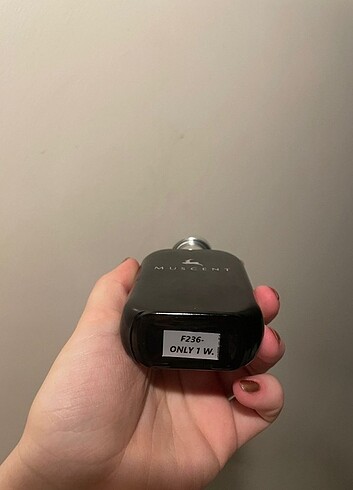 MUSCENT
F236-
ONLY 1 W.